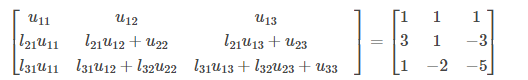 [u₁₁ u₁₂ u₁₃] = [1 1 1]
[l₂₁u₁₁ l₂₁u₁₂ + u₂₂ l₂₁u₁₃ + u₂₃] = [3 1 −3]
[l₃₁u₁₁ l₃₁u₁₂ + l₃₂u₂₂ l₃₁u₁₃ + l₃₂u₂₃ + u₃₃] = [1 −2 −5]